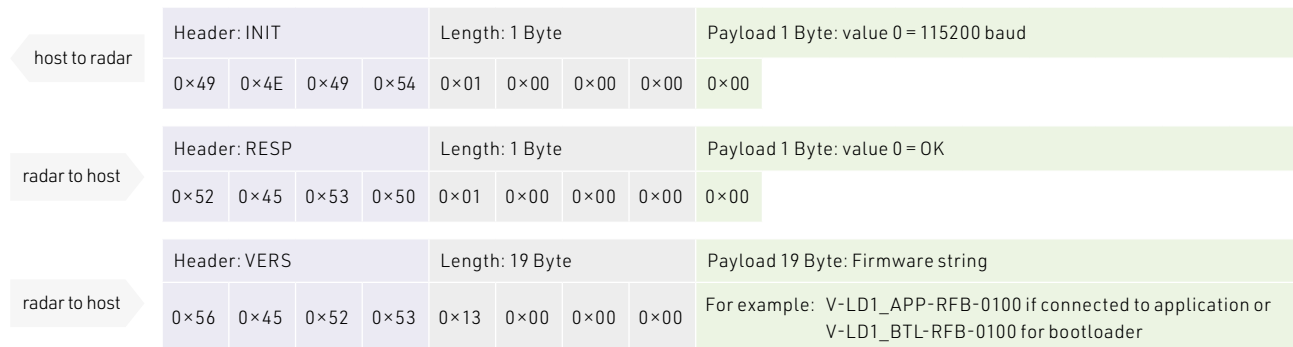 host to radar
Header: INIT Length: 1 Byte Payload 1 Byte: value 0 = 115200 baud
0×49 0×4E 0×49 0×54 0×01 0×00 0×00 0×00 0×00
radar to host
Header: RESP Length: 1 Byte Payload 1 Byte: value 0 = OK
0×52 0×45 0×53 0×50 0×01 0×00 0×00 0×00 0×00
radar to host
Header: VERS Length: 19 Byte Payload 19 Byte: Firmware string
0×56 0×45 0×52 0×53 0×13 0×00 0×00 0×00 For example: V-LD1_APP-RFB-0100 if connected to application or
V-LD1_BTL-RFB-0100 for bootloader